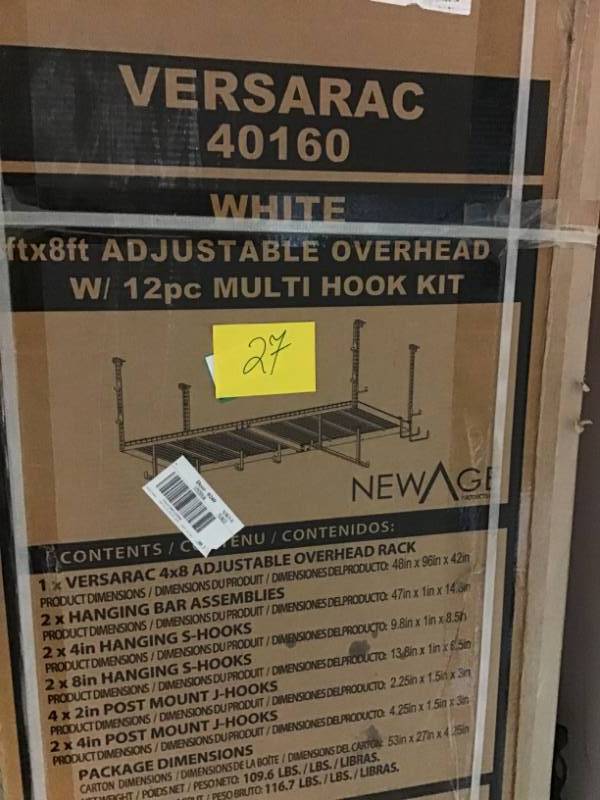 VERSARAC
40160
WHITE
ftx8ft ADJUSTABLE OVERHEAD
W/ 12pc MULTI HOOK KIT
27
NEWAGE
PRODUCTS
CONTENTS / CONTENU / CONTENIDOS:
1 x VERSARAC 4x8 ADJUSTABLE OVERHEAD RACK
PRODUCT DIMENSIONS / DIMENSIONS DU PRODUIT / DIMENSIONES DEL PRODUCTO: 48in x 96in x 42in
2 x HANGING BAR ASSEMBLIES
PRODUCT DIMENSIONS / DIMENSIONS DU PRODUIT / DIMENSIONES DEL PRODUCTO: 47in x 1in x 14.5in
2 x 4in HANGING S-HOOKS
PRODUCT DIMENSIONS / DIMENSIONS DU PRODUIT / DIMENSIONES DEL PRODUCTO: 9.8in x 1in x 8.5in
2 x 8in HANGING S-HOOKS
PRODUCT DIMENSIONS / DIMENSIONS DU PRODUIT / DIMENSIONES DEL PRODUCTO: 13.8in x 1in x 6.5in
4 x 2in POST MOUNT J-HOOKS
PRODUCT DIMENSIONS / DIMENSIONS DU PRODUIT / DIMENSIONES DEL PRODUCTO: 2.25in x 1.5in x 3in
2 x 4in POST MOUNT J-HOOKS
PRODUCT DIMENSIONS / DIMENSIONS DU PRODUIT / DIMENSIONES DEL PRODUCTO: 4.25in x 1.5in x 3in
PACKAGE DIMENSIONS
CARTON DIMENSIONS / DIMENSIONS DE LA BOÎTE / DIMENSIONES DEL CARTON: 53in x 27in x 4.25in
NET WEIGHT / POIDS NET / PESO NETO: 109.6 LBS. / LBS. / LIBRAS.
BRUT / PESO BRUTO: 116.7 LBS. / LBS. / LIBRAS.